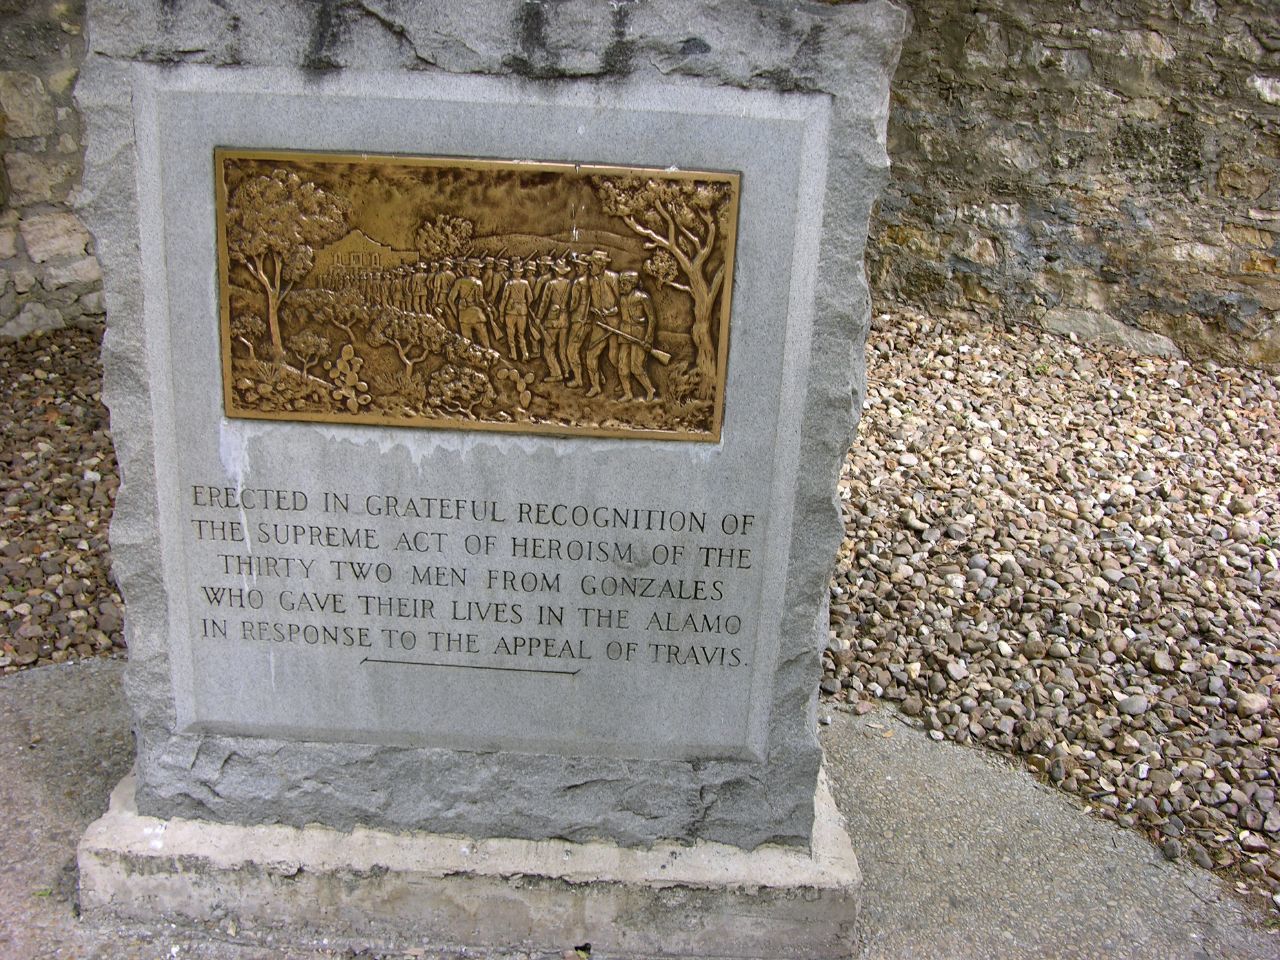 ERECTED IN GRATEFUL RECOGNITION OF
THE SUPREME ACT OF HEROISM OF THE
THIRTY TWO MEN FROM GONZALES
WHO GAVE THEIR LIVES IN THE ALAMO
IN RESPONSE TO THE APPEAL OF TRAVIS.